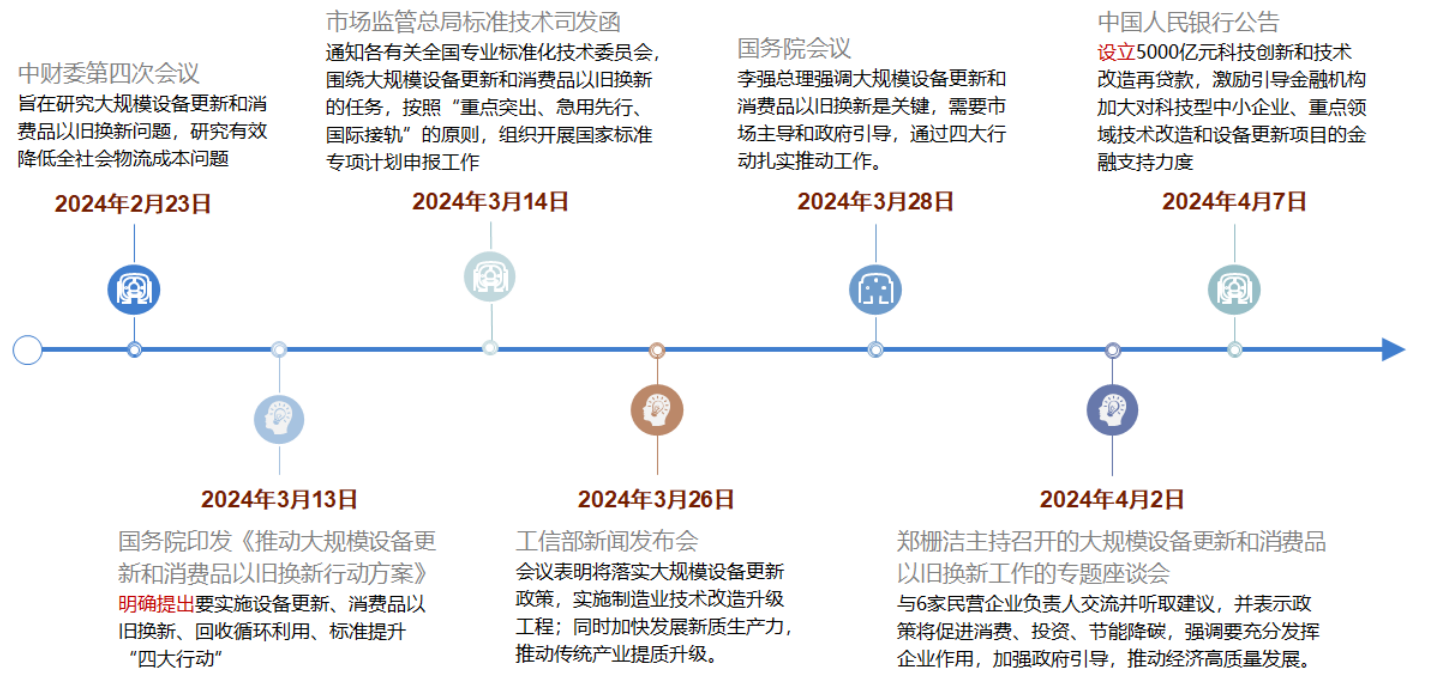 中财委第四次会议
旨在研究大规模设备更新和消
费品以旧换新问题，研究有效
降低全社会物流成本问题
2024年2月23日
市场监管总局标准技术司发函
通知各有关全国专业标准化技术委员会，
围绕大规模设备更新和消费品以旧换新
的任务，按照“重点突出、急用先行、
国际接轨”的原则，组织开展国家标准
专项计划申报工作
2024年3月14日
国务院会议
李强总理强调大规模设备更新和
消费品以旧换新是关键，需要市
场主导和政府引导，通过四大行
动扎实推动工作。
2024年3月28日
中国人民银行公告
设立5000亿元科技创新和技术
改造再贷款，激励引导金融机构
加大对科技型中小企业、重点领
域技术改造和设备更新项目的金
融支持力度
2024年4月7日
2024年3月13日
国务院印发《推动大规模设备更
新和消费品以旧换新行动方案》
明确提出要实施设备更新、消费品以
旧换新、回收循环利用、标准提升
“四大行动”
2024年3月26日
工信部新闻发布会
会议表明将落实大规模设备更新
政策，实施制造业技术改造升级
工程；同时加快发展新质生产力，
推动传统产业提质升级。
2024年4月2日
郑栅洁主持召开的大规模设备更新和消费品
以旧换新工作的专题座谈会
与6家民营企业负责人交流并听取建议，并表示政
策将促进消费、投资、节能降碳，强调要充分发挥
企业作用，加强政府引导，推动经济高质量发展。